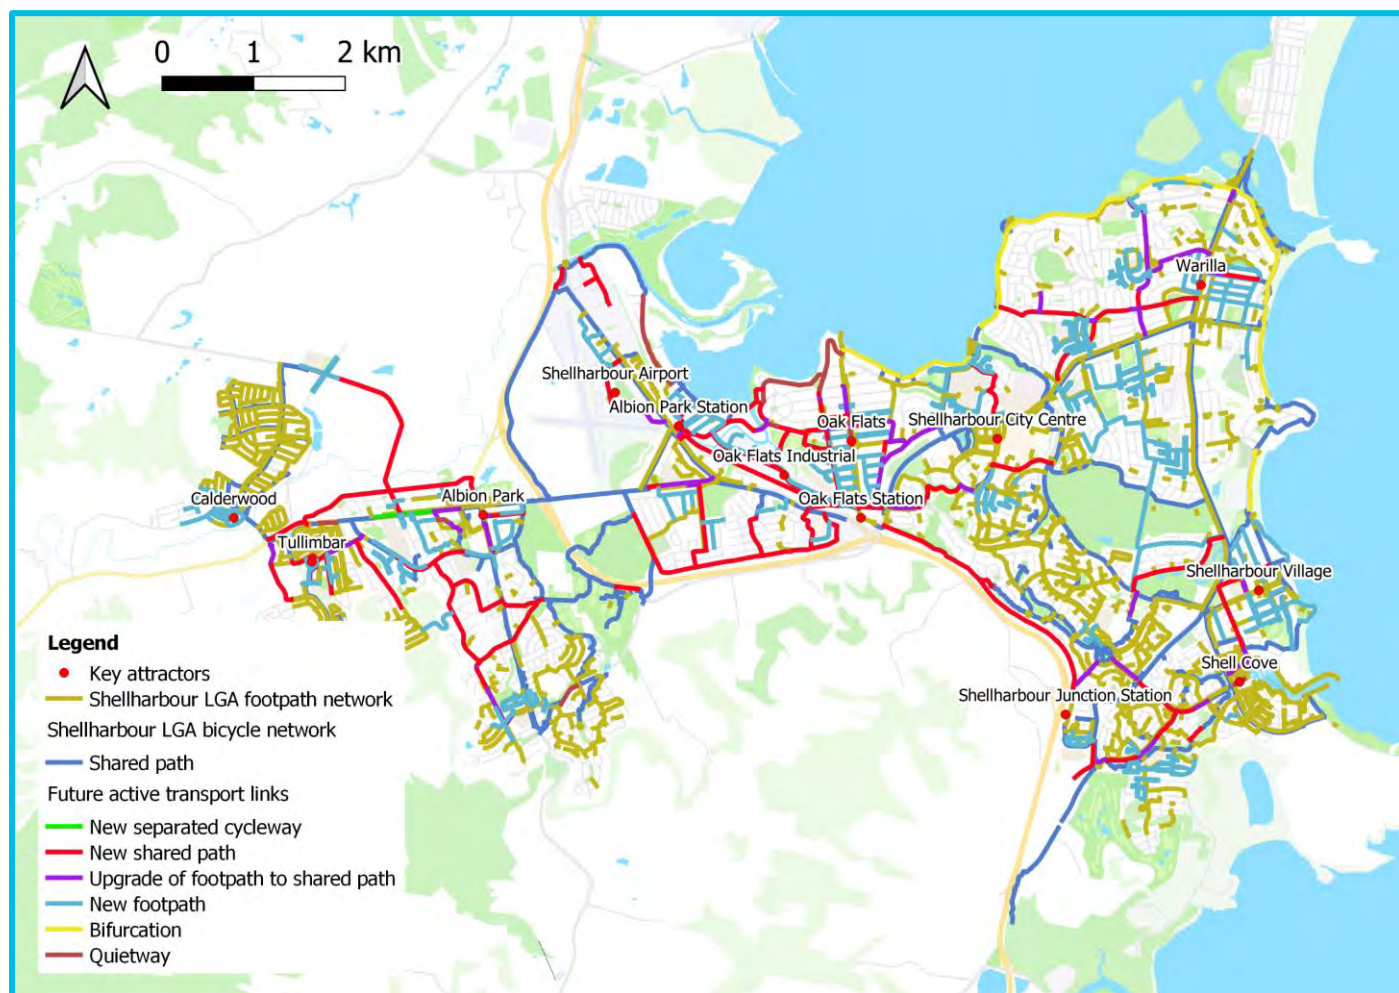 0 1 2 km
Warilla
Shellharbour Airport
Albion Park Station
Oak Flats
Shellharbour City Centre
Oak Flats Industrial
Calderwood
Albion Park
Oak Flats Station
Tullimbar
Shellharbour Village
Shell Cove
Shellharbour Junction Station
Legend
Key attractors
Shellharbour LGA footpath network
Shellharbour LGA bicycle network
Shared path
Future active transport links
New separated cycleway
New shared path
Upgrade of footpath to shared path
New footpath
Bifurcation
Quietway